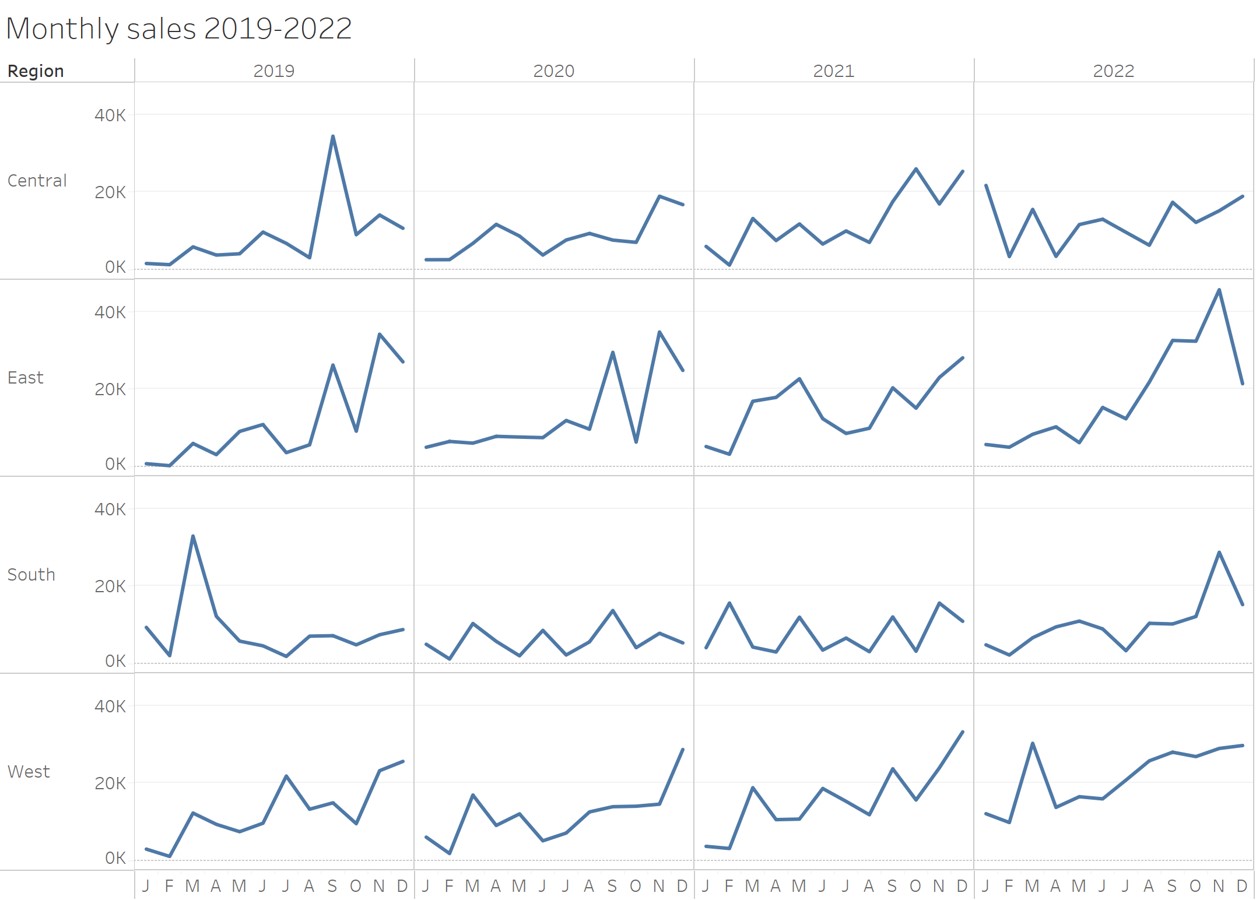 Monthly sales 2019-2022
Region 2019 2020 2021 2022
40K
Central 20K
0K
40K
East 20K
0K
40K
South 20K
0K
40K
West 20K
0K
J F M A M J J A S O N D J F M A M J J A S O N D J F M A M J J A S O N D J F M A M J J A S O N D